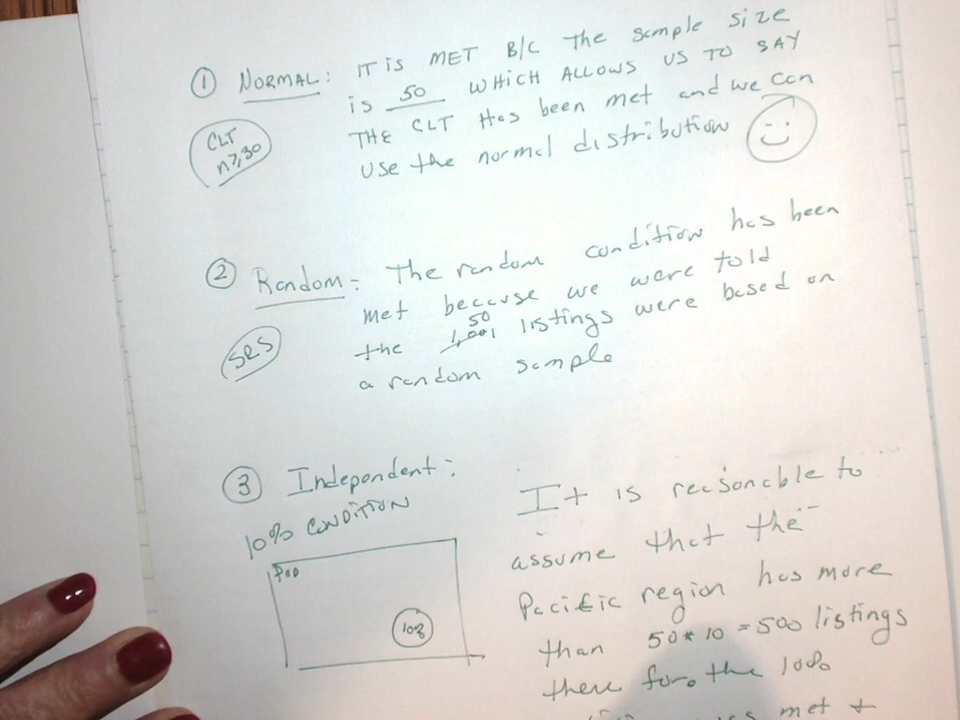 ① NORMAL: IT is MET B/C the sample size
is 50 WHICH ALLOWS US TO SAY
THE CLT Has been met and we can
use the normal distribution
CLT
n≥30
② Random: The random condition has been
met because we were told
the 50 listings were based on
a random sample
SRS
③ Independent:
10% CONDITION
Pop
10%
It is reasonable to
assume that the
Pacific region has more
than 50*10=500 listings
there for. the 10%
met +